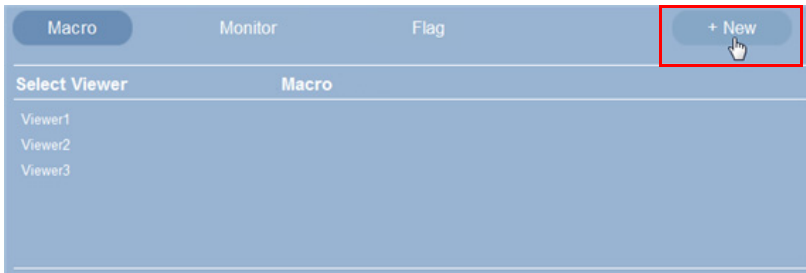 Macro Monitor Flag + New
Select Viewer Macro
Viewer1
Viewer2
Viewer3